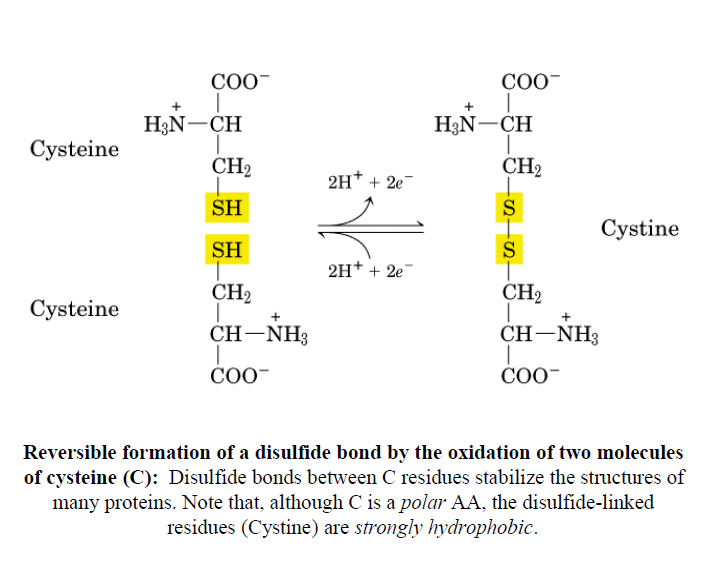 COO⁻
H₃N⁺—CH
Cysteine
CH₂
SH
SH
CH₂
Cysteine
CH—NH₃⁺
COO⁻
2H⁺ + 2e⁻
2H⁺ + 2e⁻
COO⁻
H₃N⁺—CH
CH₂
S
S
Cystine
CH₂
CH—NH₃⁺
COO⁻
Reversible formation of a disulfide bond by the oxidation of two molecules
of cysteine (C): Disulfide bonds between C residues stabilize the structures of
many proteins. Note that, although C is a polar AA, the disulfide-linked
residues (Cystine) are strongly hydrophobic.